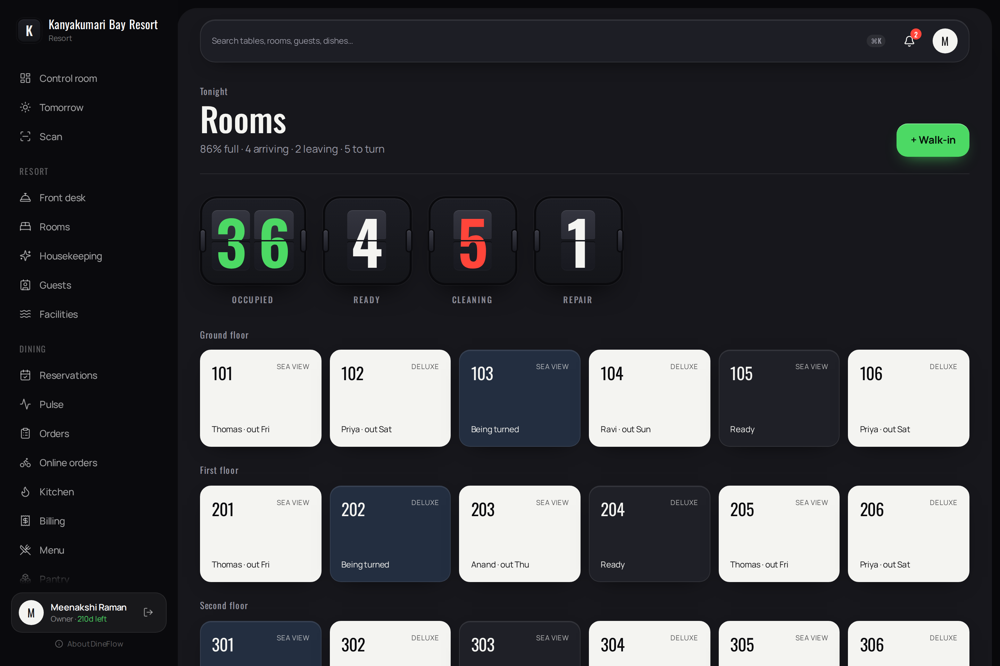 K
Kanyakumari Bay Resort
Resort
Control room
Tomorrow
Scan
RESORT
Front desk
Rooms
Housekeeping
Guests
Facilities
DINING
Reservations
Pulse
Orders
Online orders
Kitchen
Billing
Menu
Pantry
M
Meenakshi Raman
Owner · 210d left
About DineFlow
Search tables, rooms, guests, dishes...
⌘K
2
M
Tonight
Rooms
86% full · 4 arriving · 2 leaving · 5 to turn
+ Walk-in
36
OCCUPIED
4
READY
5
CLEANING
1
REPAIR
Ground floor
101 SEA VIEW
Thomas · out Fri
102 DELUXE
Priya · out Sat
103 SEA VIEW
Being turned
104 DELUXE
Ravi · out Sun
105 SEA VIEW
Ready
106 DELUXE
Priya · out Sat
First floor
201 SEA VIEW
Thomas · out Fri
202 DELUXE
Being turned
203 SEA VIEW
Anand · out Thu
204 DELUXE
Ready
205 SEA VIEW
Thomas · out Fri
206 DELUXE
Priya · out Sat
Second floor
301 SEA VIEW
302 DELUXE
303 SEA VIEW
304 DELUXE
305 SEA VIEW
306 DELUXE